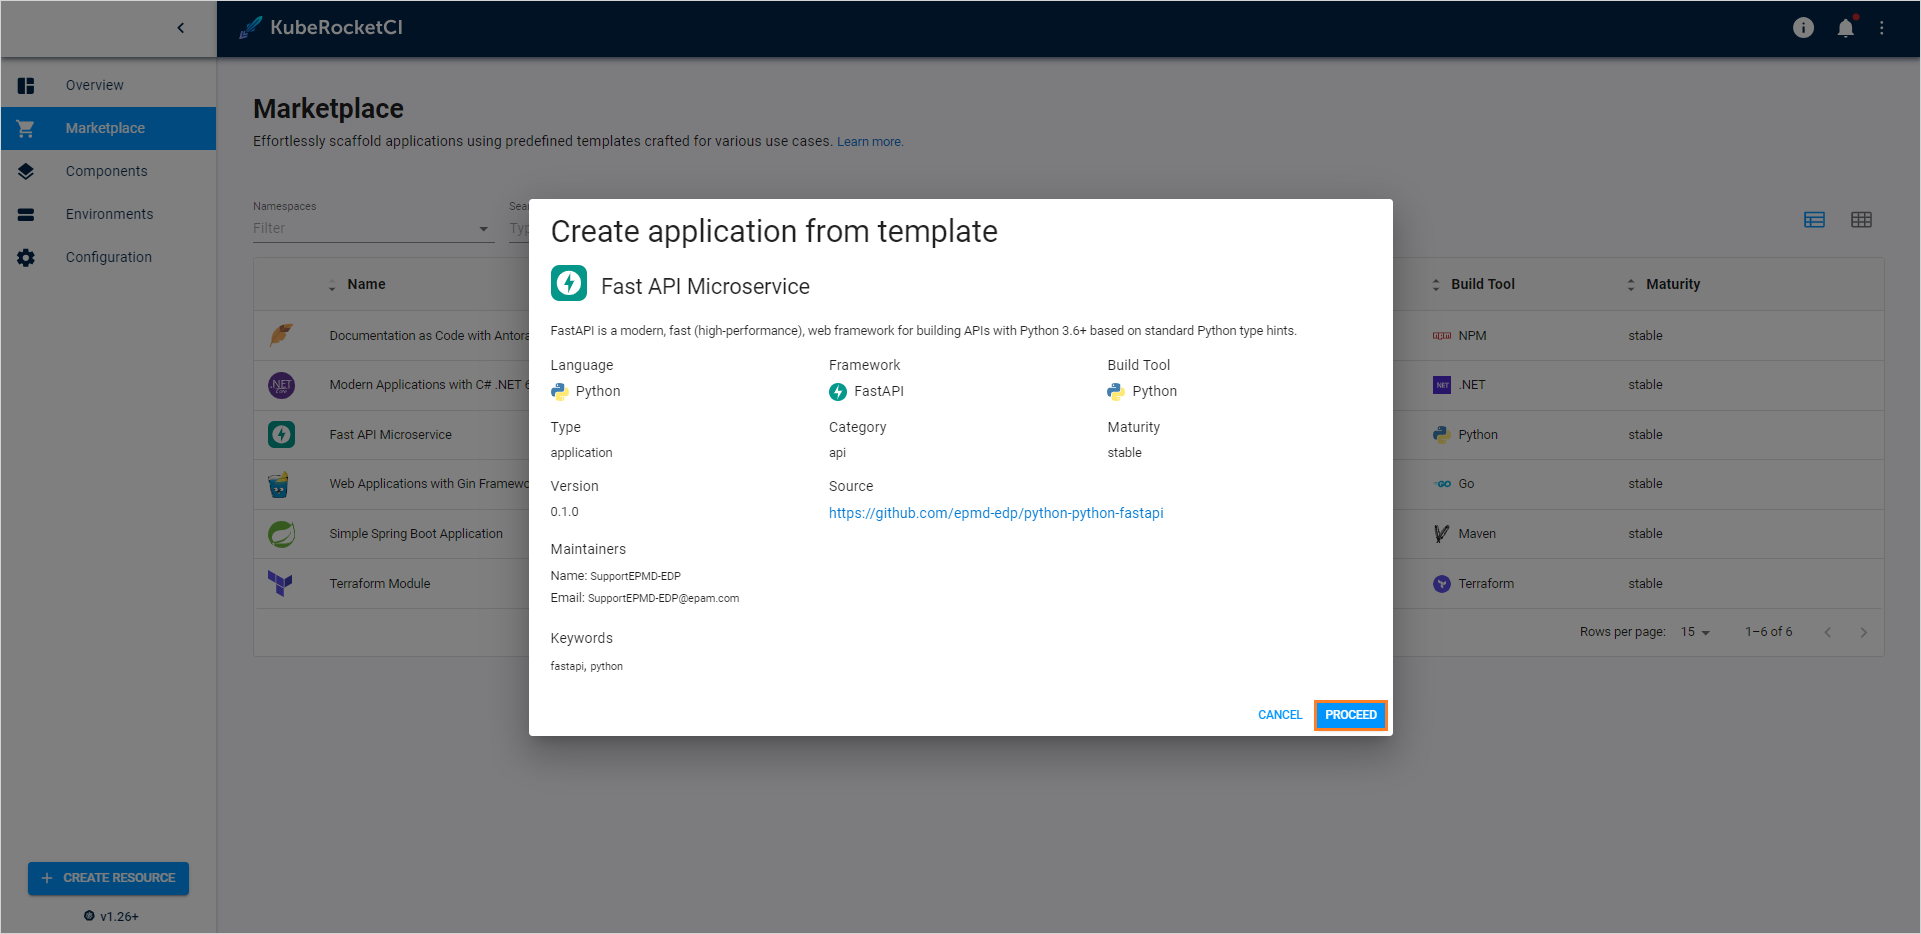 KubeRocketCI
Overview
Marketplace
Components
Environments
Configuration
CREATE RESOURCE
v1.26+
Marketplace
Effortlessly scaffold applications using predefined templates crafted for various use cases. Learn more.
Namespaces
Filter
Name
Build Tool
Maturity
Documentation as Code with Antora
NPM
stable
Modern Applications with C# .NET
.NET
stable
Fast API Microservice
Python
stable
Web Applications with Gin
Go
stable
Simple Spring Boot Application
Maven
stable
Terraform Module
Terraform
stable
Rows per page: 15 1–6 of 6
Create application from template
Fast API Microservice
FastAPI is a modern, fast (high-performance), web framework for building APIs with Python 3.6+ based on standard Python type hints.
Language
Framework
Build Tool
Python
FastAPI
Python
Type
Category
Maturity
application
api
stable
Version
Source
0.1.0
https://github.com/epmd-edp/python-python-fastapi
Maintainers
Name: SupportEPMD-EDP
Email: SupportEPMD-EDP@epam.com
Keywords
fastapi, python
CANCEL
PROCEED